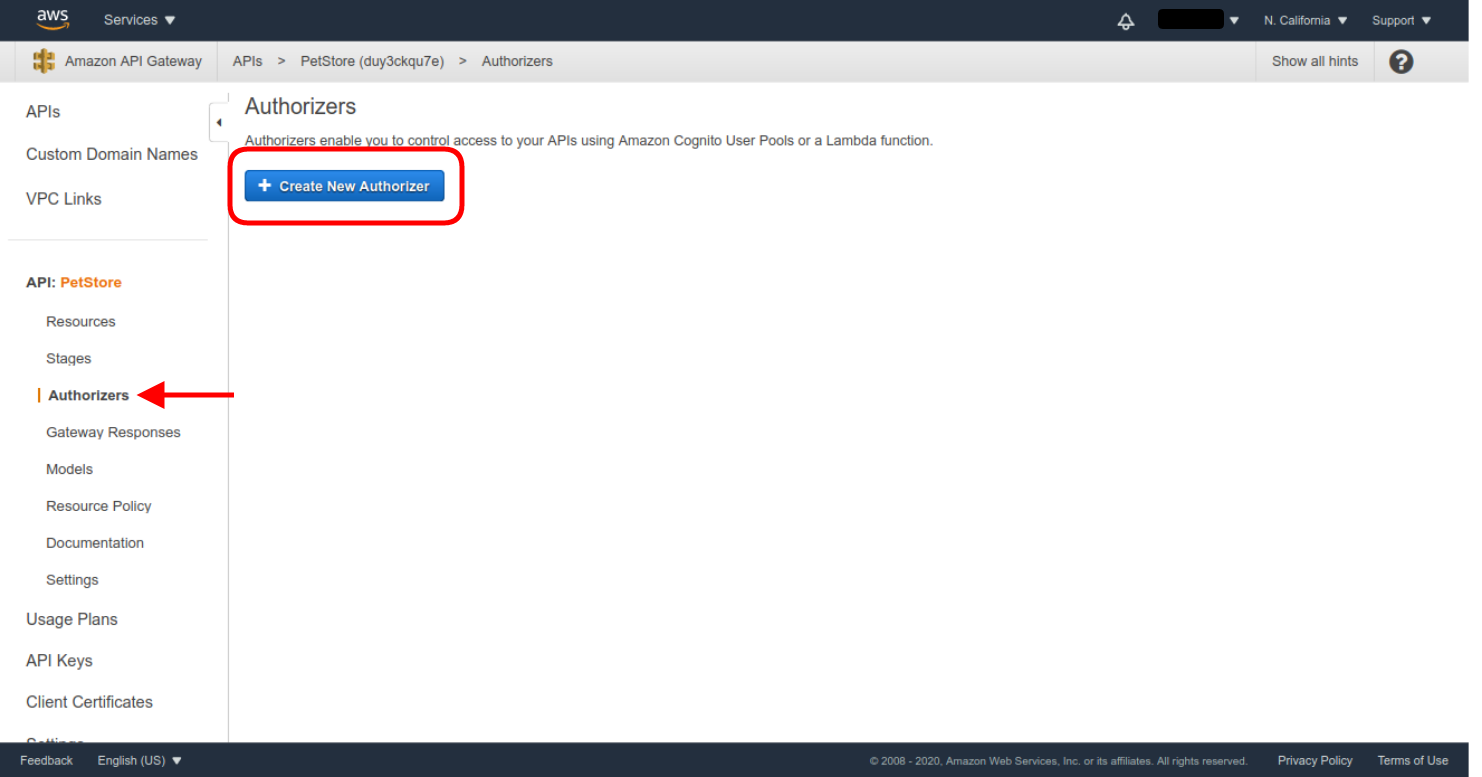 aws Services N. California Support
Amazon API Gateway APIs > PetStore (duy3ckqu7e) > Authorizers Show all hints ?
APIs
Custom Domain Names
VPC Links
API: PetStore
Resources
Stages
Authorizers
Gateway Responses
Models
Resource Policy
Documentation
Settings
Usage Plans
API Keys
Client Certificates
Settings
Authorizers
Authorizers enable you to control access to your APIs using Amazon Cognito User Pools or a Lambda function.
+ Create New Authorizer
Feedback English (US) © 2008 - 2020, Amazon Web Services, Inc. or its affiliates. All rights reserved. Privacy Policy Terms of Use